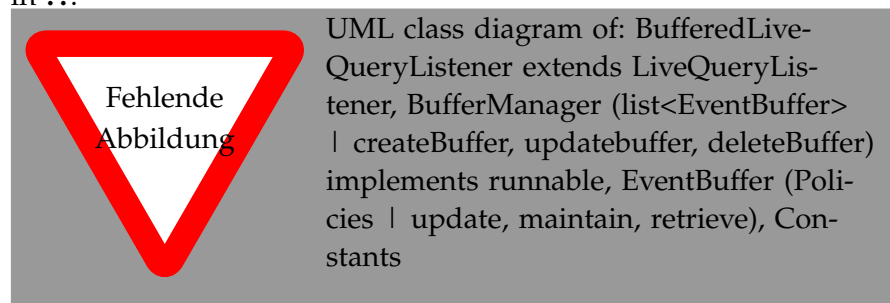 in ...
Fehlende
Abbildung
UML class diagram of: BufferedLive-
QueryListener extends LiveQueryLis-
tener, BufferManager (list<EventBuffer>
| createBuffer, updatebuffer, deleteBuffer)
implements runnable, EventBuffer (Poli-
cies | update, maintain, retrieve), Con-
stants